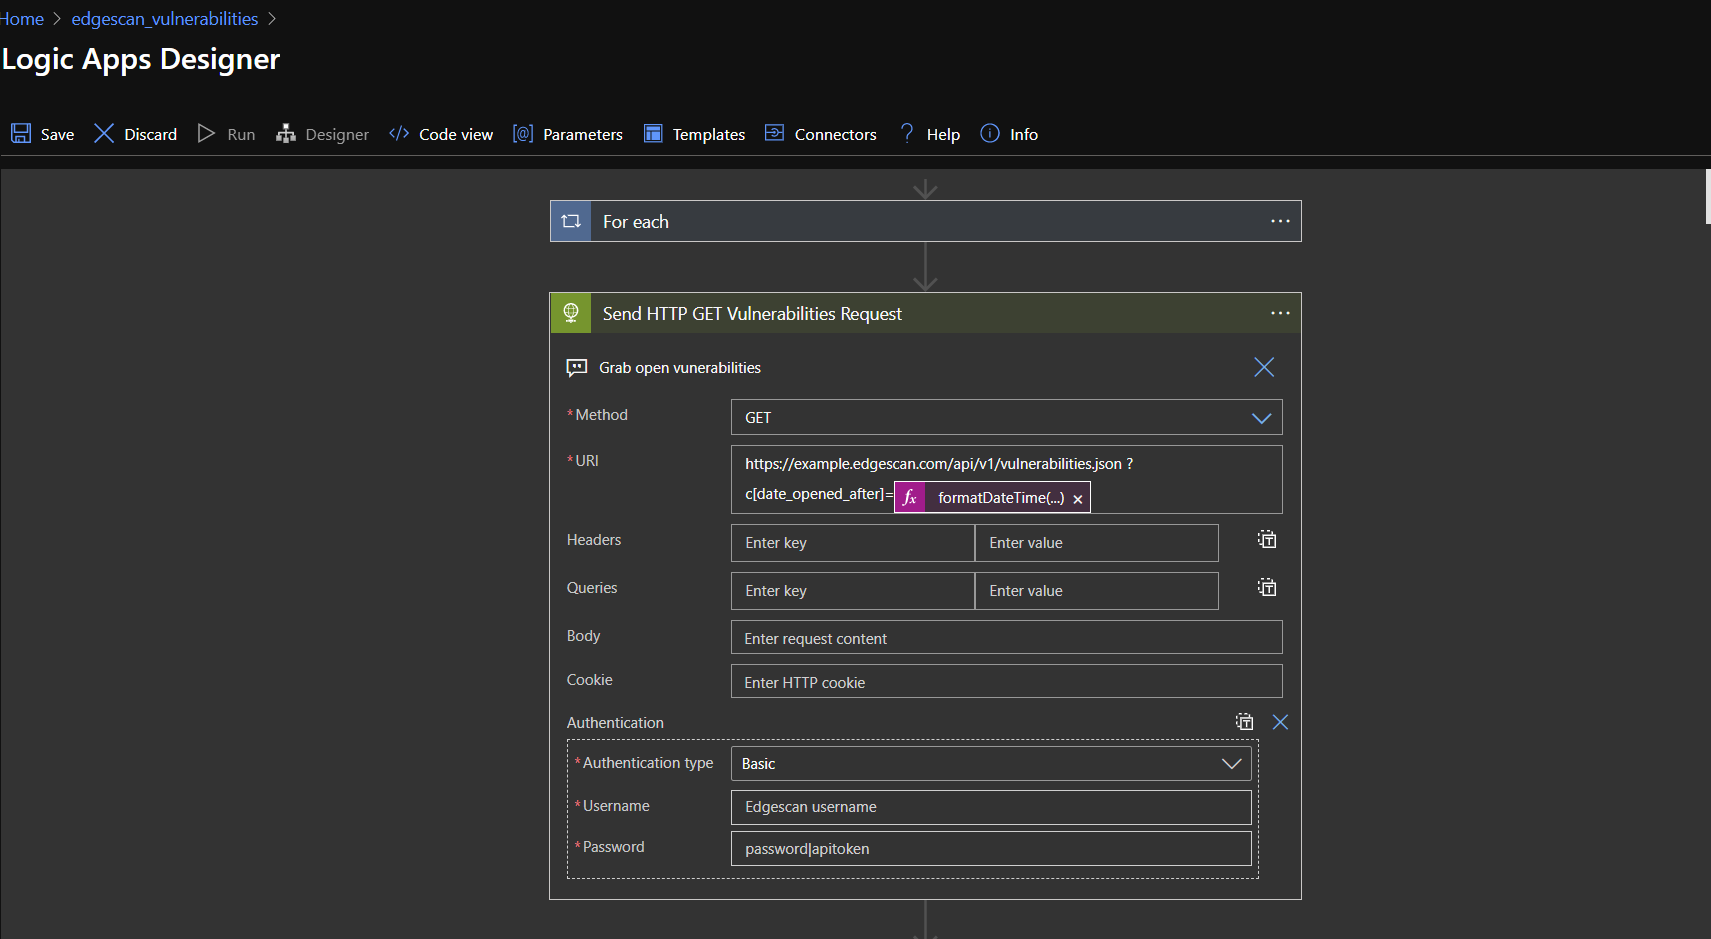 Home > edgescan_vulnerabilities >
Logic Apps Designer
Save Discard Run Designer </> Code view [@] Parameters Templates Connectors ? Help Info
For each ...
Send HTTP GET Vulnerabilities Request ...
Grab open vunerabilities
*Method GET
*URI https://example.edgescan.com/api/v1/vulnerabilities.json ?
c[date_opened_after]= fx formatDateTime(...) ×
Headers Enter key Enter value
Queries Enter key Enter value
Body Enter request content
Cookie Enter HTTP cookie
Authentication
*Authentication type Basic
*Username Edgescan username
*Password password|apitoken